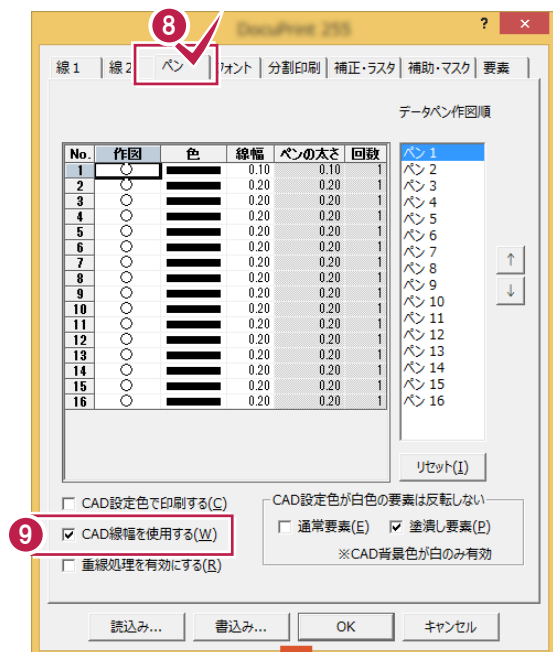 8
DocuPrint 255
? x
線1 線2 ペン フォント 分割印刷 補正・ラスタ 補助・マスク 要素
データペン作図順
No. 作図 色 線幅 ペンの太さ 回数
1 ○ 0.10 0.10 1
2 ○ 0.20 0.20 1
3 ○ 0.20 0.20 1
4 ○ 0.20 0.20 1
5 ○ 0.20 0.20 1
6 ○ 0.20 0.20 1
7 ○ 0.20 0.20 1
8 ○ 0.20 0.20 1
9 ○ 0.20 0.20 1
10 ○ 0.20 0.20 1
11 ○ 0.20 0.20 1
12 ○ 0.20 0.20 1
13 ○ 0.20 0.20 1
14 ○ 0.20 0.20 1
15 ○ 0.20 0.20 1
16 ○ 0.20 0.20 1
ペン 1
ペン 2
ペン 3
ペン 4
ペン 5
ペン 6
ペン 7
ペン 8
ペン 9
ペン 10
ペン 11
ペン 12
ペン 13
ペン 14
ペン 15
ペン 16
↑
↓
リセット(I)
CAD設定色で印刷する(C)
9
CAD線幅を使用する(W)
重線処理を有効にする(R)
CAD設定色が白色の要素は反転しない
通常要素(E) 塗潰し要素(P)
※CAD背景色が白のみ有効
読込み... 書込み... OK キャンセル